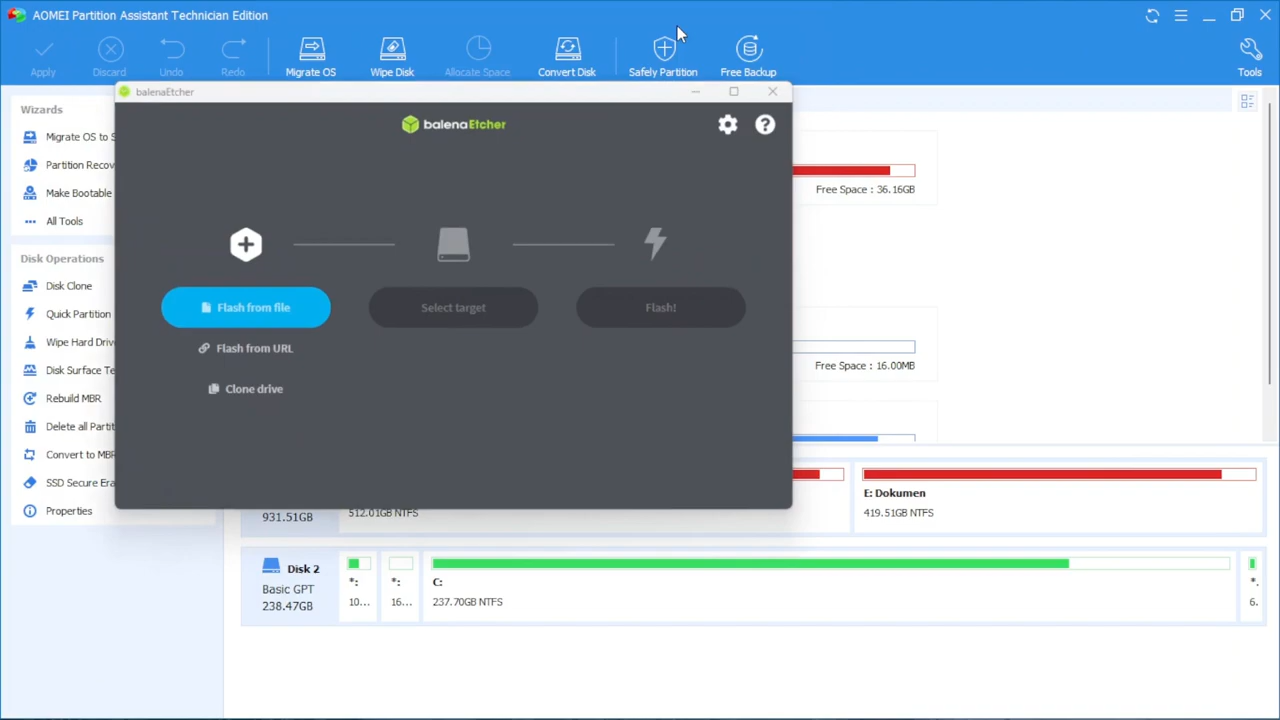 AOMEI Partition Assistant Technician Edition
Apply
Discard
Undo
Redo
Migrate OS
Wipe Disk
Allocate Space
Convert Disk
Safely Partition
Free Backup
Tools
Wizards
Migrate OS to S
Partition Recov
Make Bootable
All Tools
Disk Operations
Disk Clone
Quick Partition
Wipe Hard Driv
Disk Surface Te
Rebuild MBR
Delete all Partit
Convert to MBR
SSD Secure Era
Properties
balenaEtcher
balenaEtcher
Flash from file
Select target
Flash!
Flash from URL
Clone drive
Free Space : 36.16GB
Free Space : 16.00MB
931.51GB
512.01GB NTFS
E: Dokumen
419.51GB NTFS
Disk 2
Basic GPT
238.47GB
*:
10...
*:
16...
C:
237.70GB NTFS
*.
6.